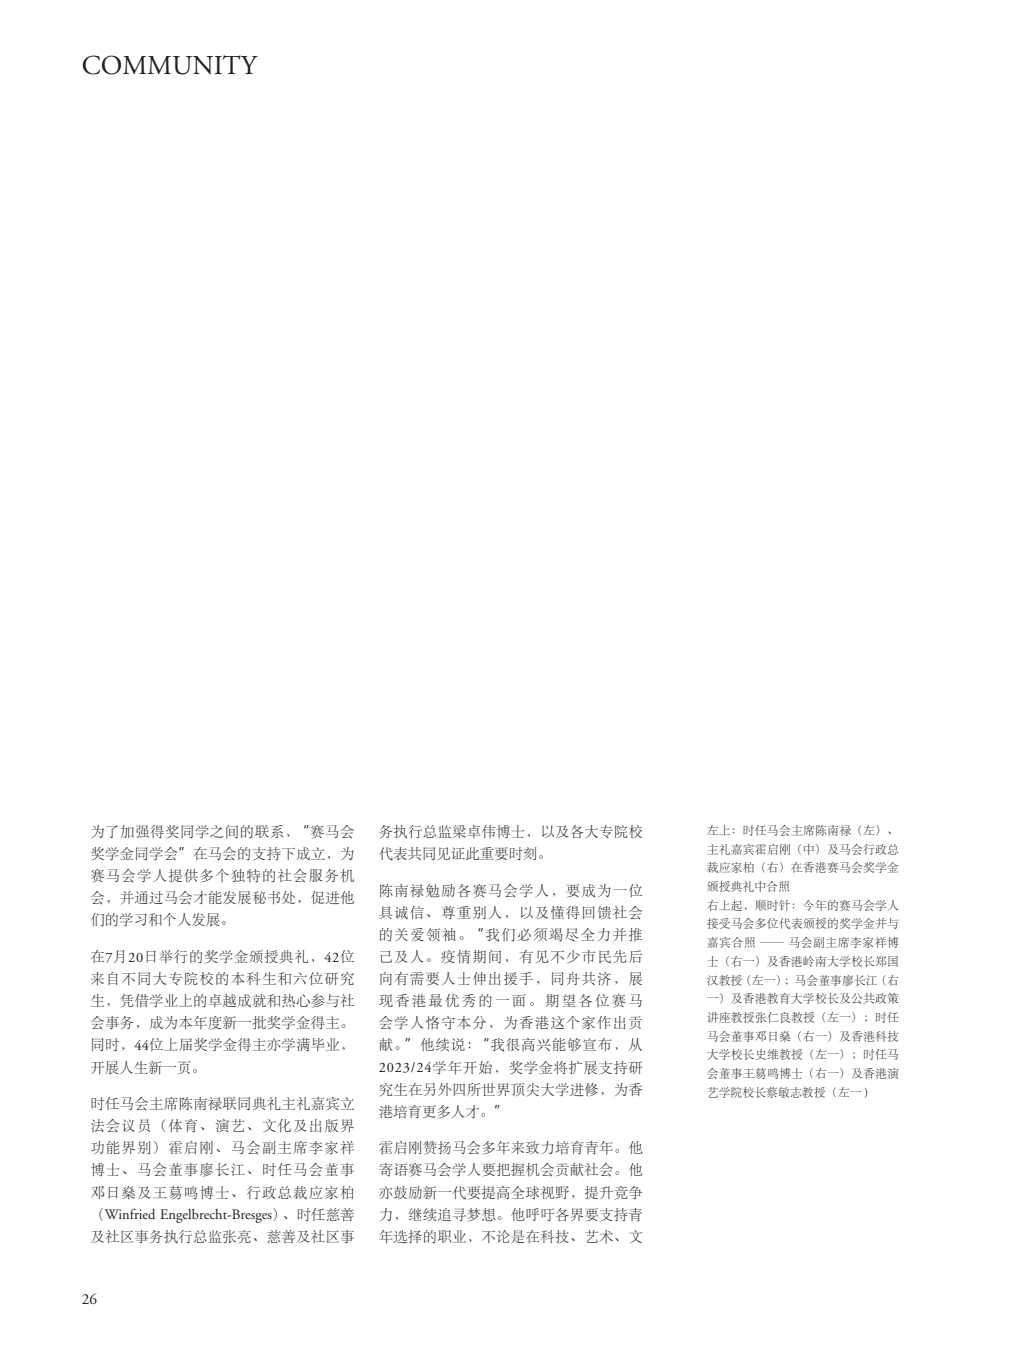 COMMUNITY
为了加强得奖同学之间的联系，“赛马会
奖学金同学会” 在马会的支持下成立，为
赛马会学人提供多个独特的社会服务机
会，并通过马会才能发展秘书处，促进他
们的学习和个人发展。
在7月20日举行的奖学金颁授典礼，42位
来自不同大专院校的本科生和六位研究
生，凭借学业上的卓越成就和热心参与社
会事务，成为本年度新一批奖学金得主。
同时，44位上届奖学金得主亦学满毕业，
开展人生新一页。
时任马会主席陈南禄联同典礼主礼嘉宾立
法会议员（体育、演艺、文化及出版界
功能界别）霍启刚、马会副主席李家祥
博士、马会董事廖长江、时任马会董事
邓日燊及王䓪鸣博士、行政总裁应家柏
（Winfried Engelbrecht-Bresges）、时任慈善
及社区事务执行总监张亮、慈善及社区事
务执行总监梁卓伟博士，以及各大专院校
代表共同见证此重要时刻。
陈南禄勉励各赛马会学人，要成为一位
具诚信、尊重别人，以及懂得回馈社会
的关爱领袖。“我们必须竭尽全力并推
己及人。疫情期间，有见不少市民先后
向有需要人士伸出援手，同舟共济，展
现香港最优秀的一面。期望各位赛马
会学人恪守本分，为香港这个家作出贡
献。” 他续说：“我很高兴能够宣布，从
2023/24学年开始，奖学金将扩展支持研
究生在另外四所世界顶尖大学进修，为香
港培育更多人才。”
霍启刚赞扬马会多年来致力培育青年。他
寄语赛马会学人要把握机会贡献社会。他
亦鼓励新一代要提高全球视野，提升竞争
力，继续追寻梦想。他呼吁各界要支持青
年选择的职业，不论是在科技、艺术、文
左上：时任马会主席陈南禄（左）、
主礼嘉宾霍启刚（中）及马会行政总
裁应家柏（右）在香港赛马会奖学金
颁授典礼中合照
右上起，顺时针：今年的赛马会学人
接受马会多位代表颁授的奖学金并与
嘉宾合照 —— 马会副主席李家祥博
士（右一）及香港岭南大学校长郑国
汉教授（左一）；马会董事廖长江（右
一）及香港教育大学校长及公共政策
讲座教授张仁良教授（左一）；时任
马会董事邓日燊（右一）及香港科技
大学校长史维教授（左一）；时任马
会董事王䓪鸣博士（右一）及香港演
艺学院校长蔡敏志教授（左一 )
26